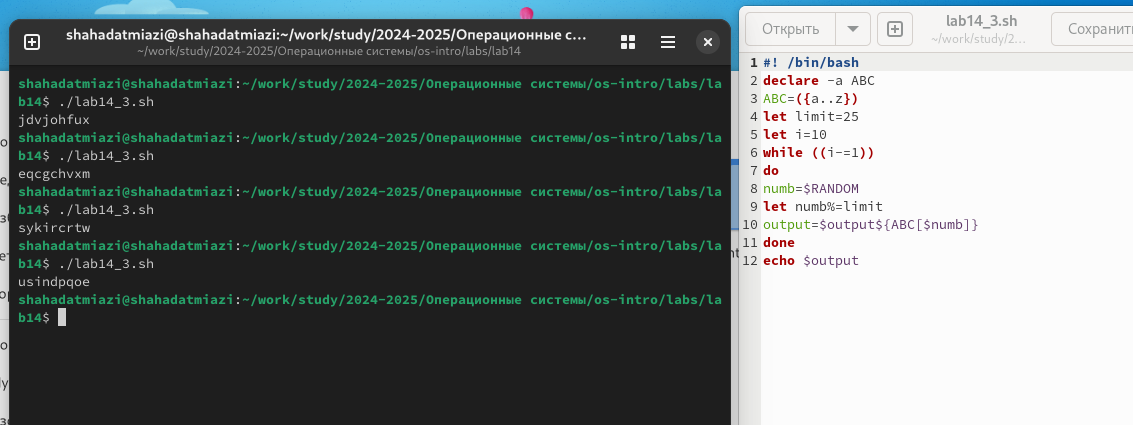 shahadatmiazi@shahadatmiazi:~/work/study/2024-2025/Операционные с...
~/work/study/2024-2025/Операционные системы/os-intro/labs/lab14
shahadatmiazi@shahadatmiazi:~/work/study/2024-2025/Операционные системы/os-intro/labs/la
b14$ ./lab14_3.sh
jdvjohfux
shahadatmiazi@shahadatmiazi:~/work/study/2024-2025/Операционные системы/os-intro/labs/la
b14$ ./lab14_3.sh
eqcgchvxm
shahadatmiazi@shahadatmiazi:~/work/study/2024-2025/Операционные системы/os-intro/labs/la
b14$ ./lab14_3.sh
sykircrtw
shahadatmiazi@shahadatmiazi:~/work/study/2024-2025/Операционные системы/os-intro/labs/la
b14$ ./lab14_3.sh
usindpqoe
shahadatmiazi@shahadatmiazi:~/work/study/2024-2025/Операционные системы/os-intro/labs/la
b14$
Открыть
lab14_3.sh
~/work/study/2...
Сохранить
1 #! /bin/bash
2 declare -a ABC
3 ABC=({a..z})
4 let limit=25
5 let i=10
6 while ((i-=1))
7 do
8 numb=$RANDOM
9 let numb%=limit
10 output=$output${ABC[$numb]}
11 done
12 echo $output